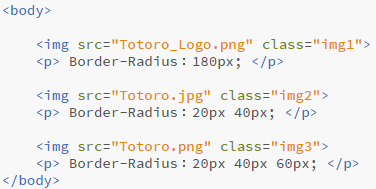 <body>
<img src="Totoro_Logo.png" class="img1">
<p> Border-Radius：180px; </p>
<img src="Totoro.jpg" class="img2">
<p> Border-Radius：20px 40px; </p>
<img src="Totoro.png" class="img3">
<p> Border-Radius：20px 40px 60px; </p>
</body>